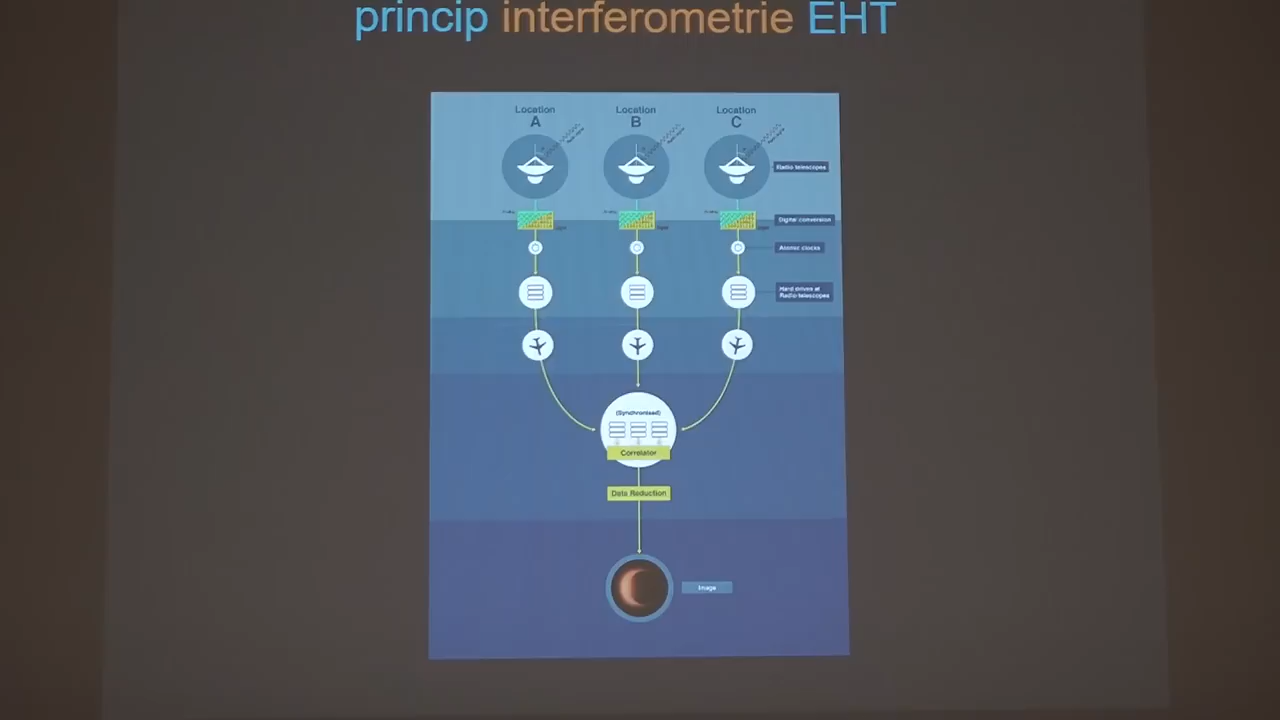 princip interferometrie EHT
Location
A
Location
B
Location
C
Radio telescopes
Digital conversion
Atomic clocks
Hard drives at
Radio telescopes
(Synchronised)
Correlator
Data Reduction
Image